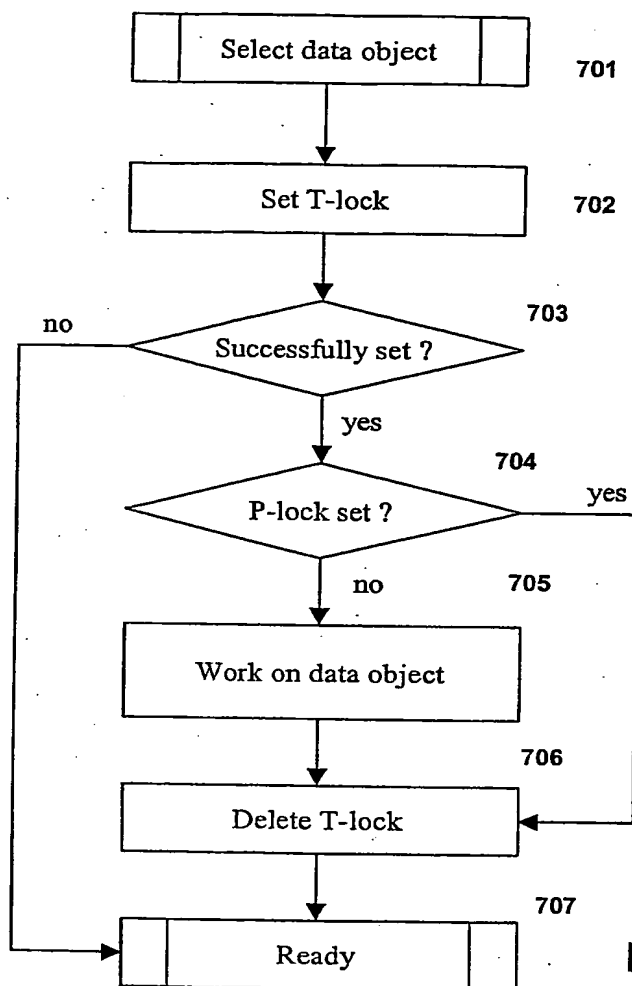 Select data object
701
Set T-lock
702
703
no
Successfully set ?
yes
704
yes
P-lock set ?
no
705
Work on data object
706
Delete T-lock
707
Ready